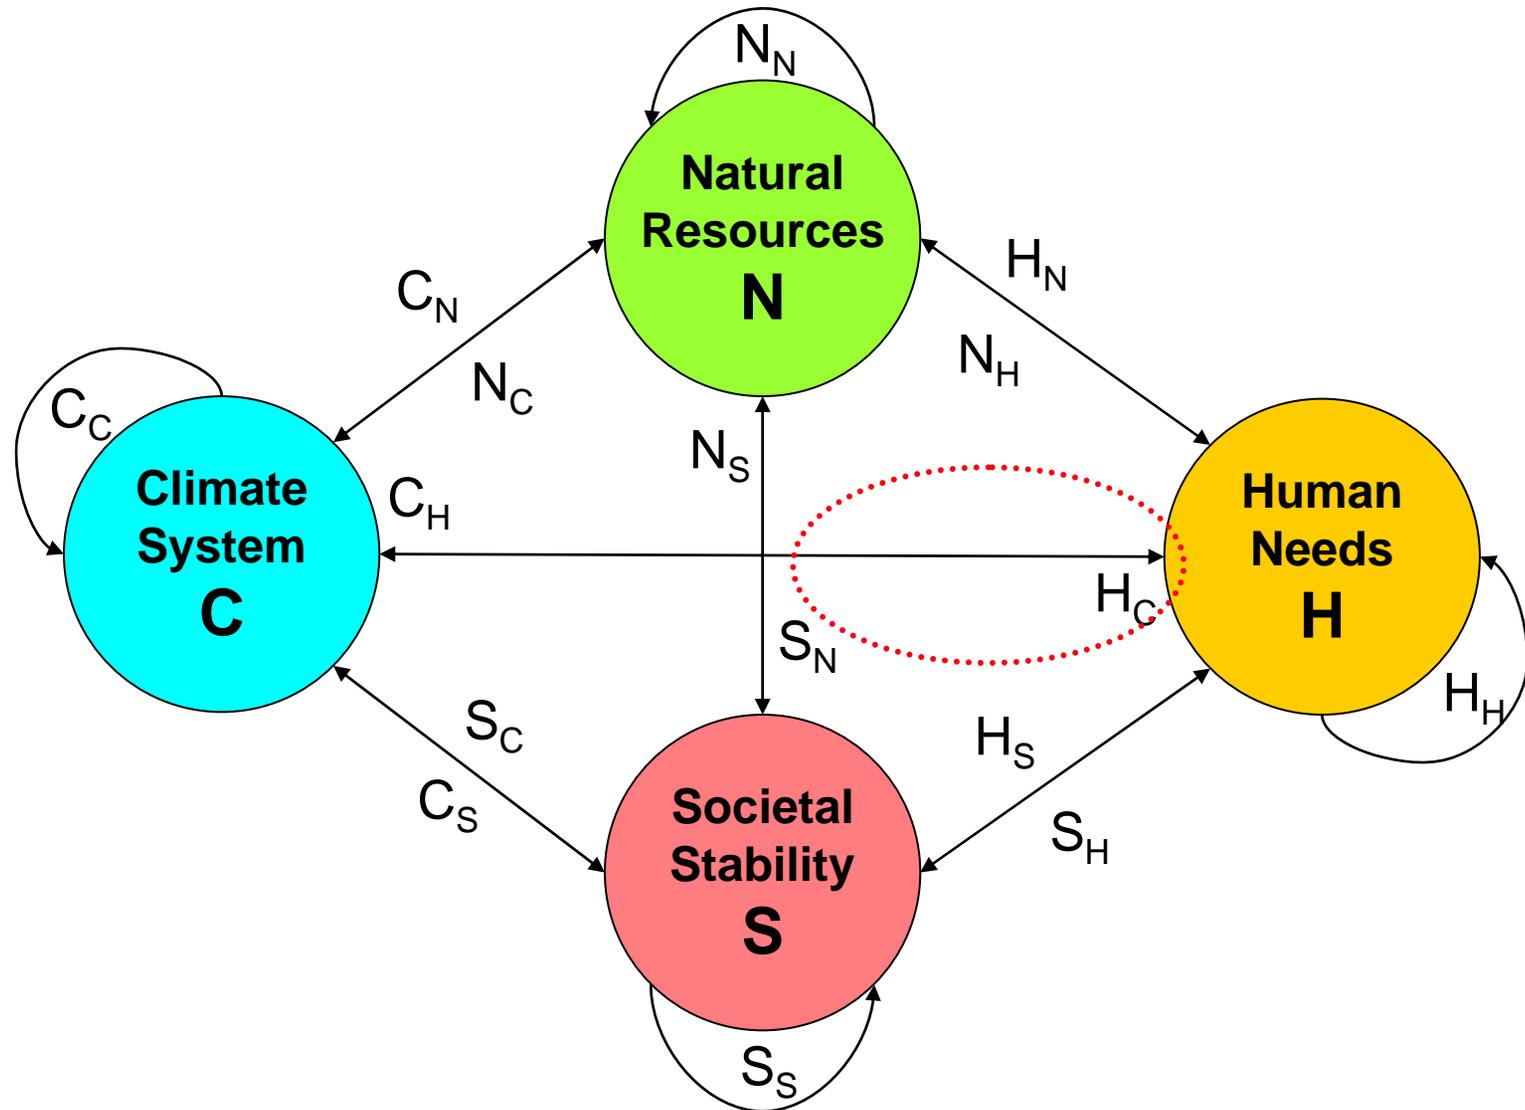 N_N
Natural
Resources
N
C_N
N_C
H_N
N_H
C_C
Climate
System
C
C_H
N_S
Human
Needs
H
H_C
S_N
H_H
S_C
C_S
H_S
S_H
Societal
Stability
S
S_S